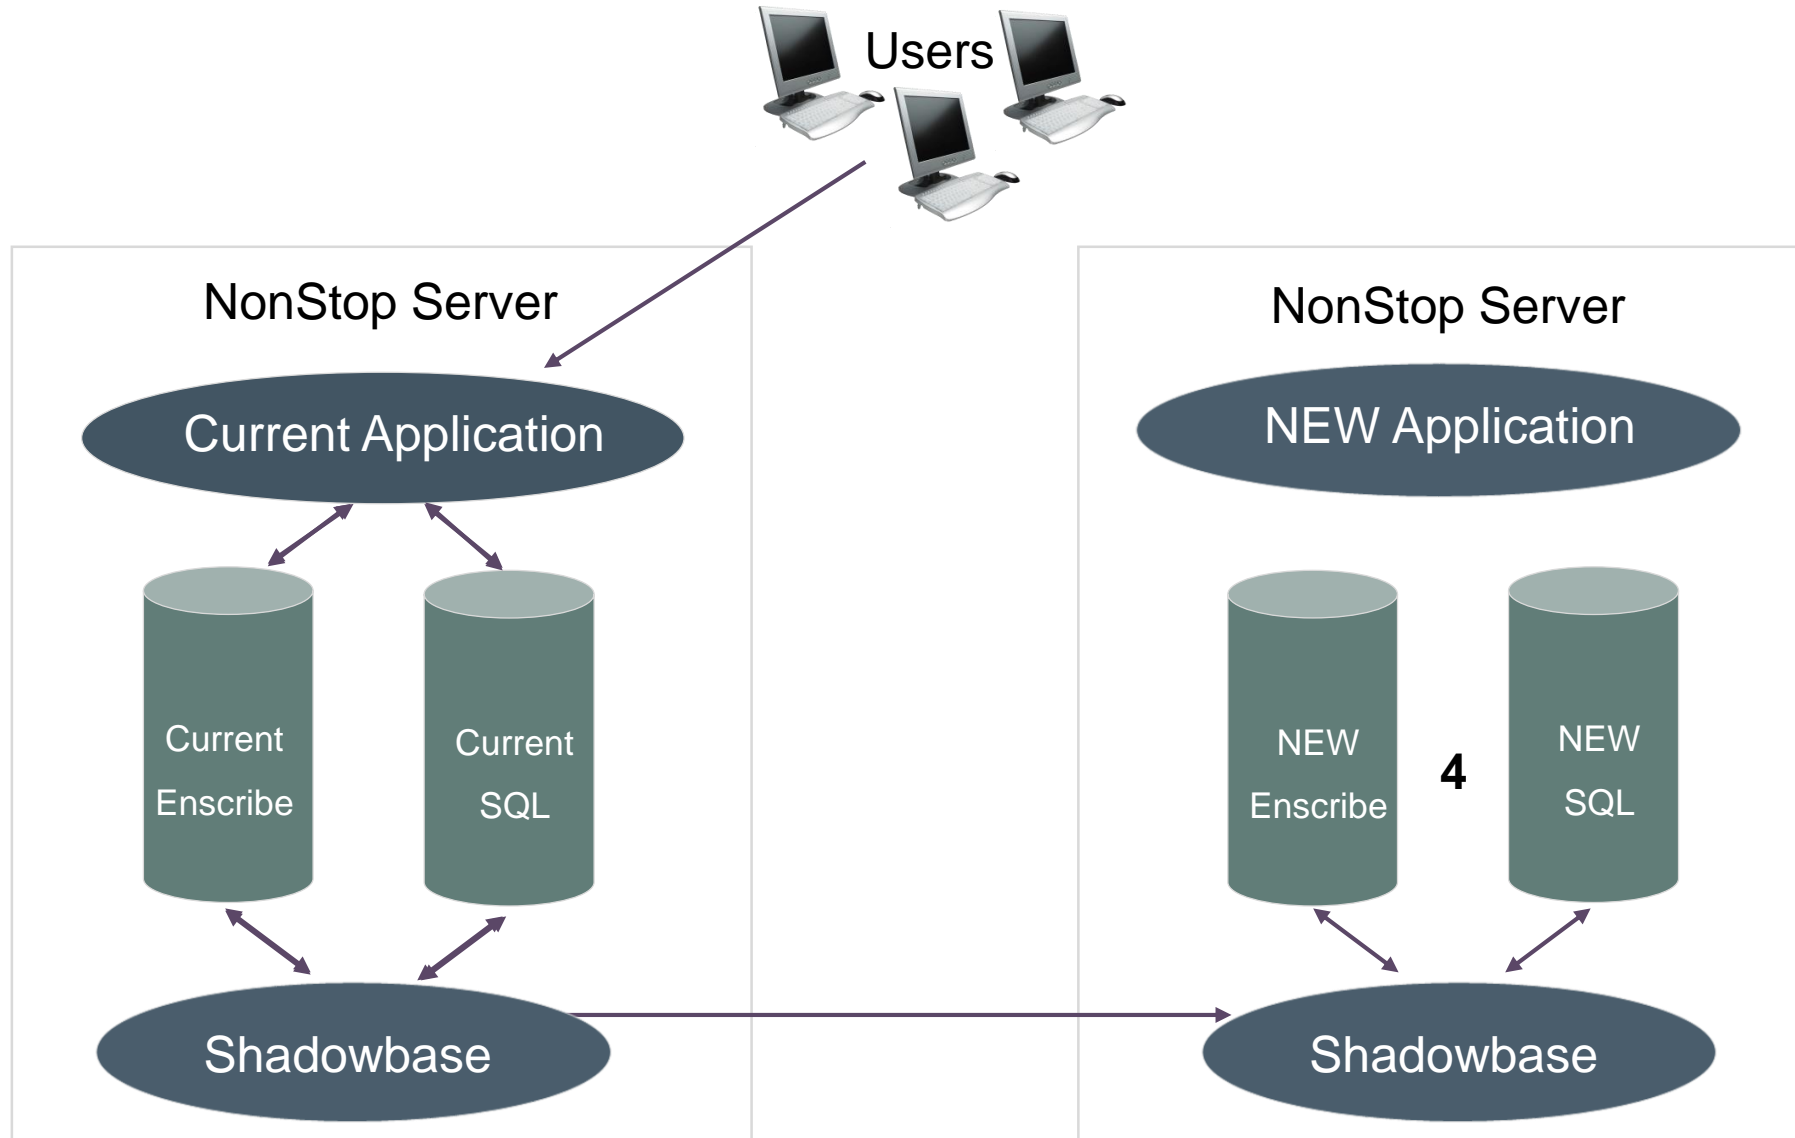 Users
NonStop Server
Current Application
Current
Enscribe
Current
SQL
Shadowbase
NonStop Server
NEW Application
NEW
Enscribe
4
NEW
SQL
Shadowbase